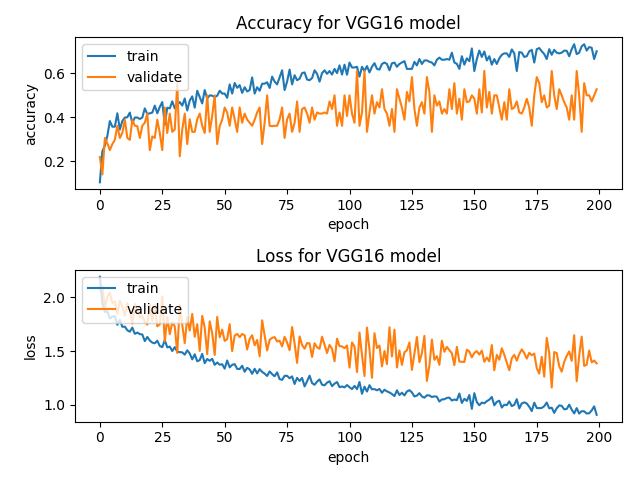 Accuracy for VGG16 model
train
validate
accuracy
0.6
0.4
0.2
0 25 50 75 100 125 150 175 200
epoch
Loss for VGG16 model
train
validate
loss
2.0
1.5
1.0
0 25 50 75 100 125 150 175 200
epoch